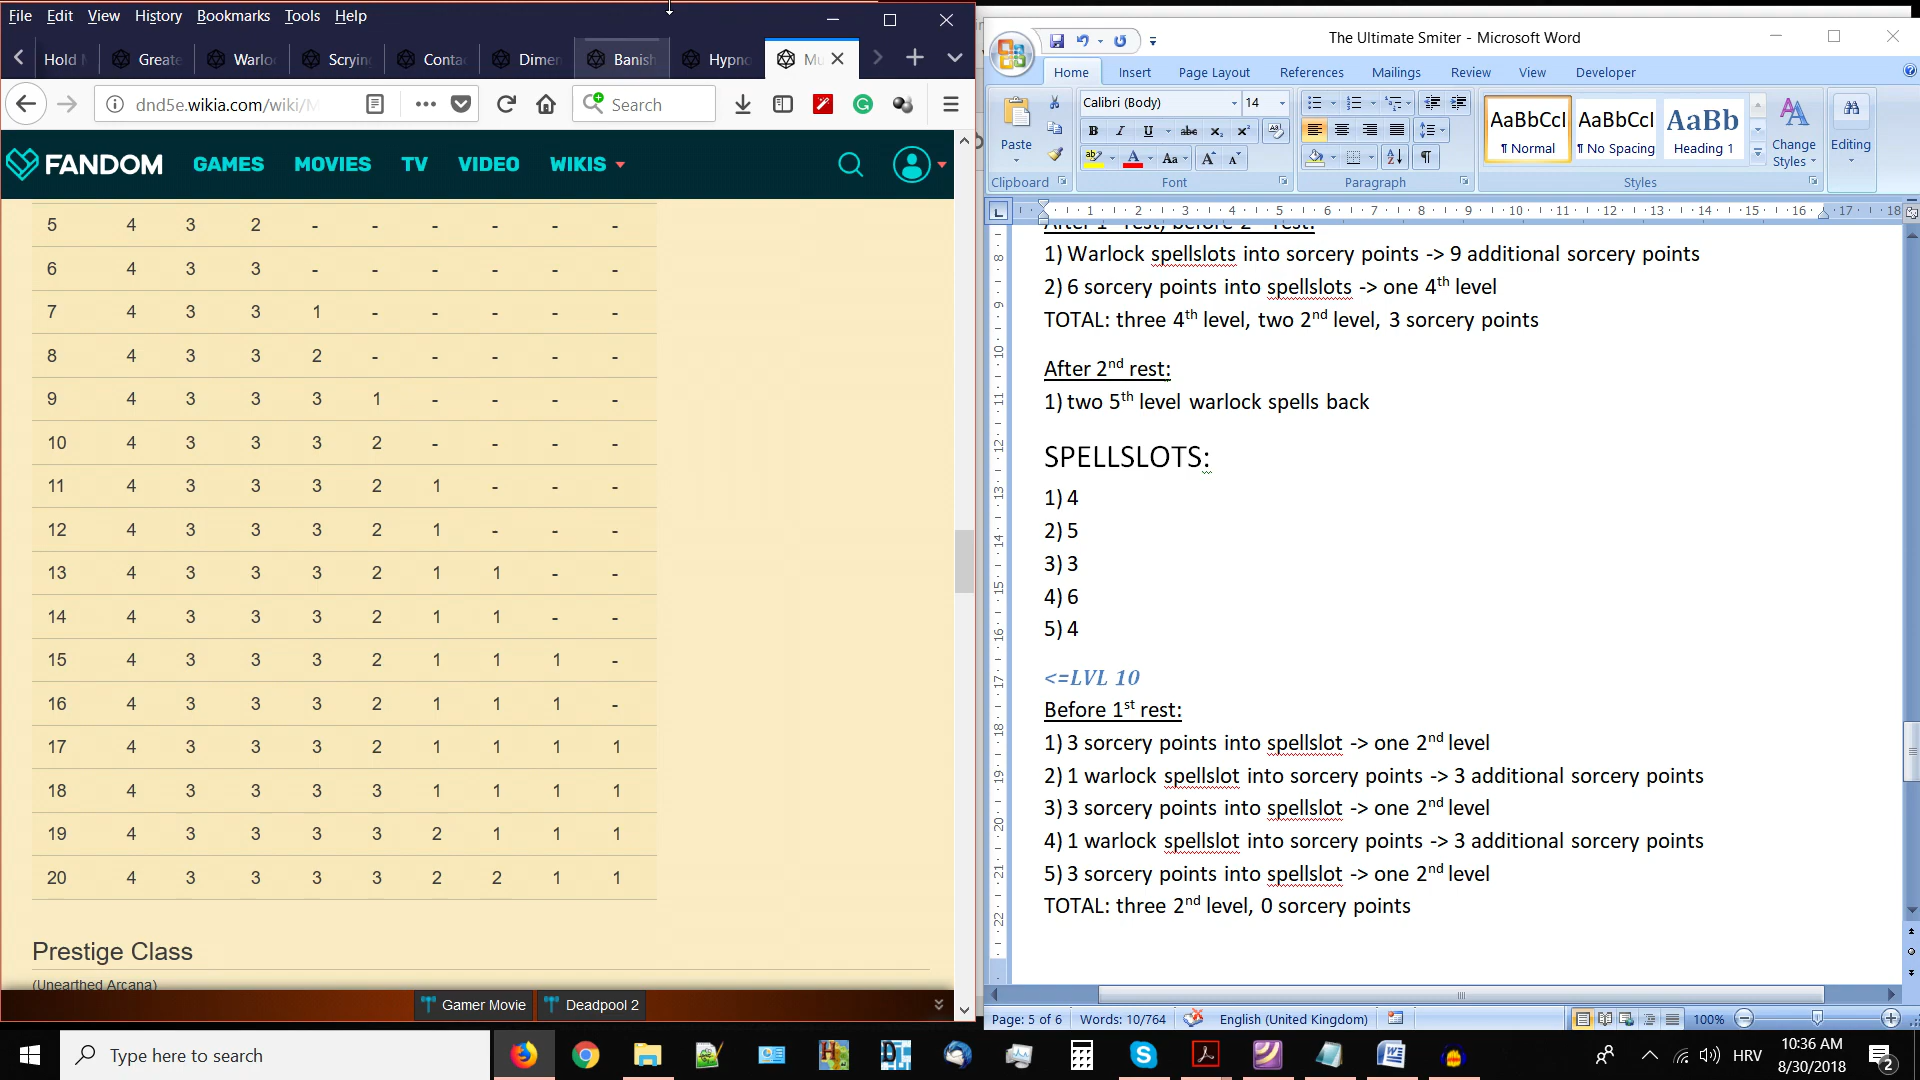 File Edit View History Bookmarks Tools Help
Hold Greate Warlo Scryin Conta Dimen Banish Hypno Mu
dnd5e.wikia.com/wiki/M
Search
FANDOM GAMES MOVIES TV VIDEO WIKIS
5 4 3 2 - - - - - -
6 4 3 3 - - - - - -
7 4 3 3 1 - - - - -
8 4 3 3 2 - - - - -
9 4 3 3 3 1 - - - -
10 4 3 3 3 2 - - - -
11 4 3 3 3 2 1 - - -
12 4 3 3 3 2 1 - - -
13 4 3 3 3 2 1 1 - -
14 4 3 3 3 2 1 1 - -
15 4 3 3 3 2 1 1 1 -
16 4 3 3 3 2 1 1 1 -
17 4 3 3 3 2 1 1 1 1
18 4 3 3 3 3 1 1 1 1
19 4 3 3 3 3 2 1 1 1
20 4 3 3 3 3 2 2 1 1
Prestige Class
(Unearthed Arcana)
Gamer Movie Deadpool 2
The Ultimate Smiter - Microsoft Word
Home Insert Page Layout References Mailings Review View Developer
Paste
Clipboard
Calibri (Body) 14
Font
Paragraph
AaBbCcI AaBbCcI AaBb
¶ Normal ¶ No Spacing Heading 1
Change Styles
Styles
Editing
After 1st rest, before 2nd rest:
1) Warlock spellslots into sorcery points -> 9 additional sorcery points
2) 6 sorcery points into spellslots -> one 4th level
TOTAL: three 4th level, two 2nd level, 3 sorcery points
After 2nd rest:
1) two 5th level warlock spells back
SPELLSLOTS:
1) 4
2) 5
3) 3
4) 6
5) 4
<=LVL 10
Before 1st rest:
1) 3 sorcery points into spellslot -> one 2nd level
2) 1 warlock spellslot into sorcery points -> 3 additional sorcery points
3) 3 sorcery points into spellslot -> one 2nd level
4) 1 warlock spellslot into sorcery points -> 3 additional sorcery points
5) 3 sorcery points into spellslot -> one 2nd level
TOTAL: three 2nd level, 0 sorcery points
Page: 5 of 6 Words: 10/764 English (United Kingdom) 100%
Type here to search
HRV
10:36 AM
8/30/2018
2